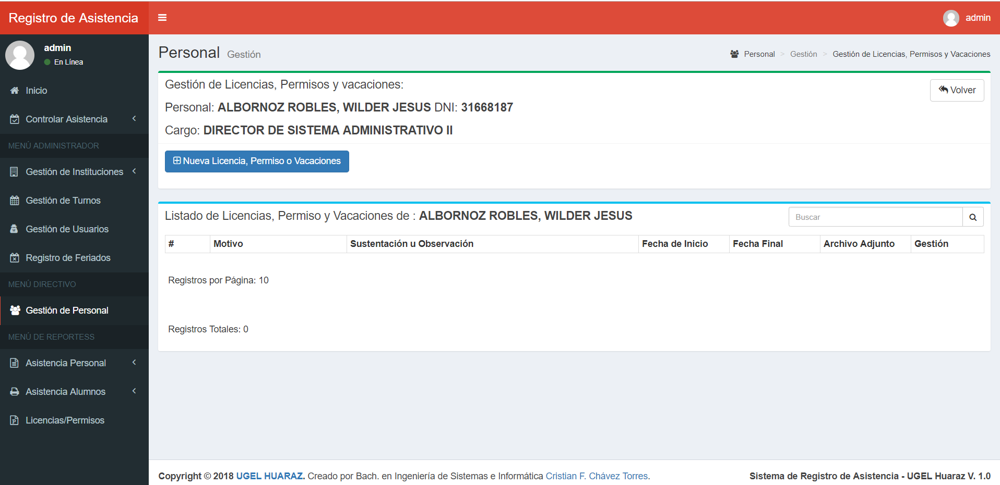 Registro de Asistencia
admin
admin
En Línea
Inicio
Controlar Asistencia
MENÚ ADMINISTRADOR
Gestión de Instituciones
Gestión de Turnos
Gestión de Usuarios
Registro de Feriados
MENÚ DIRECTIVO
Gestión de Personal
MENÚ DE REPORTESS
Asistencia Personal
Asistencia Alumnos
Licencias/Permisos
Personal Gestión
Personal > Gestión > Gestión de Licencias, Permisos y Vacaciones
Gestión de Licencias, Permisos y vacaciones:
Volver
Personal: ALBORNOZ ROBLES, WILDER JESUS DNI: 31668187
Cargo: DIRECTOR DE SISTEMA ADMINISTRATIVO II
Nueva Licencia, Permiso o Vacaciones
Listado de Licencias, Permiso y Vacaciones de : ALBORNOZ ROBLES, WILDER JESUS
Buscar
# Motivo Sustentación u Observación Fecha de Inicio Fecha Final Archivo Adjunto Gestión
Registros por Página: 10
Registros Totales: 0
Copyright © 2018 UGEL HUARAZ. Creado por Bach. en Ingeniería de Sistemas e Informática Cristian F. Chávez Torres.
Sistema de Registro de Asistencia - UGEL Huaraz V. 1.0